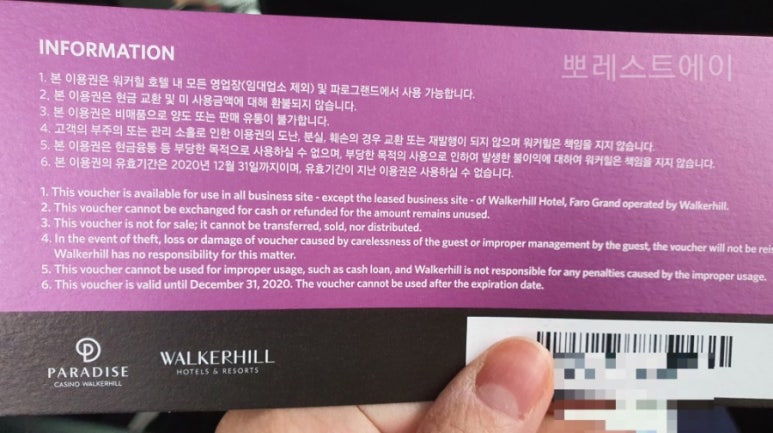 INFORMATION
뽀레스트에이
1. 본 이용권은 워커힐 호텔 내 모든 영업장(임대업소 제외) 및 파로그랜드에서 사용 가능합니다.
2. 본 이용권은 현금 교환 및 미 사용금액에 대해 환불되지 않습니다.
3. 본 이용권은 비매품으로 양도 또는 판매 유통이 불가합니다.
4. 고객의 부주의 또는 관리 소홀로 인한 이용권의 도난, 분실, 훼손의 경우 교환 또는 재발행이 되지 않으며 워커힐은 책임을 지지 않습니다.
5. 본 이용권은 현금융통 등 부당한 목적으로 사용하실 수 없으며, 부당한 목적의 사용으로 인하여 발생한 불이익에 대하여 워커힐은 책임을 지지 않습니다.
6. 본 이용권의 유효기간은 2020년 12월 31일까지이며, 유효기간이 지난 이용권은 사용하실 수 없습니다.
1. This voucher is available for use in all business site - except the leased business site - of Walkerhill Hotel, Faro Grand operated by Walkerhill.
2. This voucher cannot be exchanged for cash or refunded for the amount remains unused.
3. This voucher is not for sale; it cannot be transferred, sold, nor distributed.
4. In the event of theft, loss or damage of voucher caused by carelessness of the guest or improper management by the guest, the voucher will not be reis
Walkerhill has no responsibility for this matter.
5. This voucher cannot be used for improper usage, such as cash loan, and Walkerhill is not responsible for any penalties caused by the improper usage.
6. This voucher is valid until December 31, 2020. The voucher cannot be used after the expiration date.
PARADISE
CASINO WALKERHILL
WALKERHILL
HOTELS & RESORTS